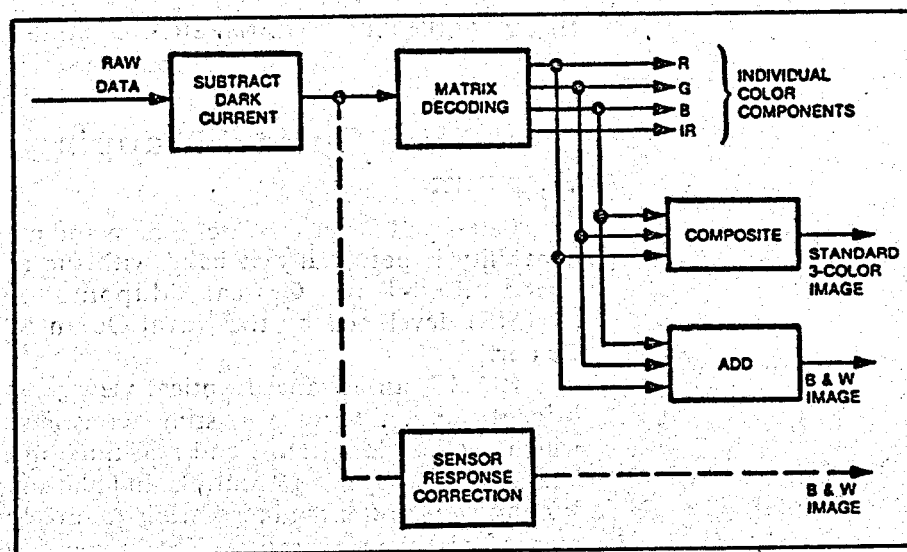 RAW
DATA
SUBTRACT
DARK
CURRENT
MATRIX
DECODING
R
G
B
IR
INDIVIDUAL
COLOR
COMPONENTS
COMPOSITE
STANDARD
3-COLOR
IMAGE
ADD
B & W
IMAGE
SENSOR
RESPONSE
CORRECTION
B & W
IMAGE